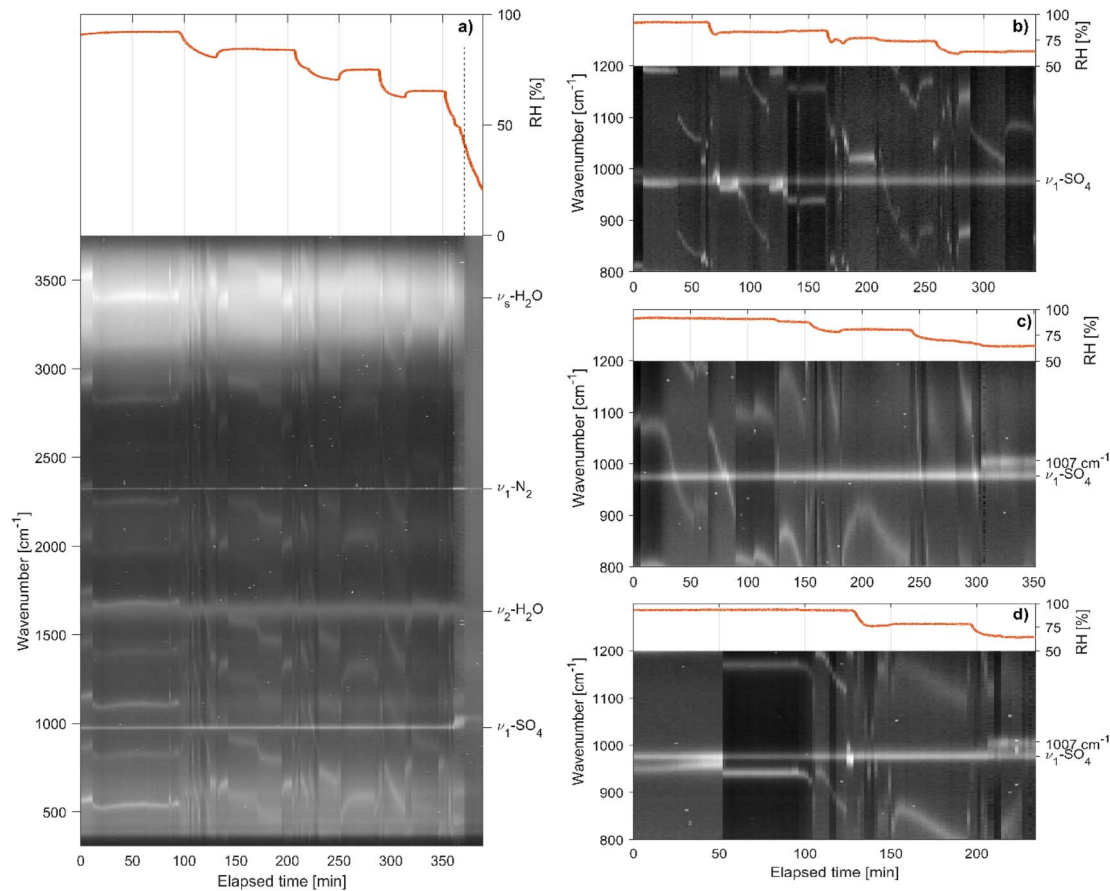 a)
100
50
0
RH [%]
3500
3000
2500
2000
1500
1000
500
Wavenumber [cm⁻¹]
νₛ-H₂O
ν₁-N₂
ν₂-H₂O
ν₁-SO₄
0 50 100 150 200 250 300 350
Elapsed time [min]
b)
100
75
50
RH [%]
1200
1100
1000
900
800
Wavenumber [cm⁻¹]
ν₁-SO₄
0 50 100 150 200 250 300
c)
100
75
50
RH [%]
1200
1100
1000
900
800
Wavenumber [cm⁻¹]
1007 cm⁻¹
ν₁-SO₄
0 50 100 150 200 250 300 350
d)
100
75
50
RH [%]
1200
1100
1000
900
800
Wavenumber [cm⁻¹]
1007 cm⁻¹
ν₁-SO₄
0 50 100 150 200
Elapsed time [min]